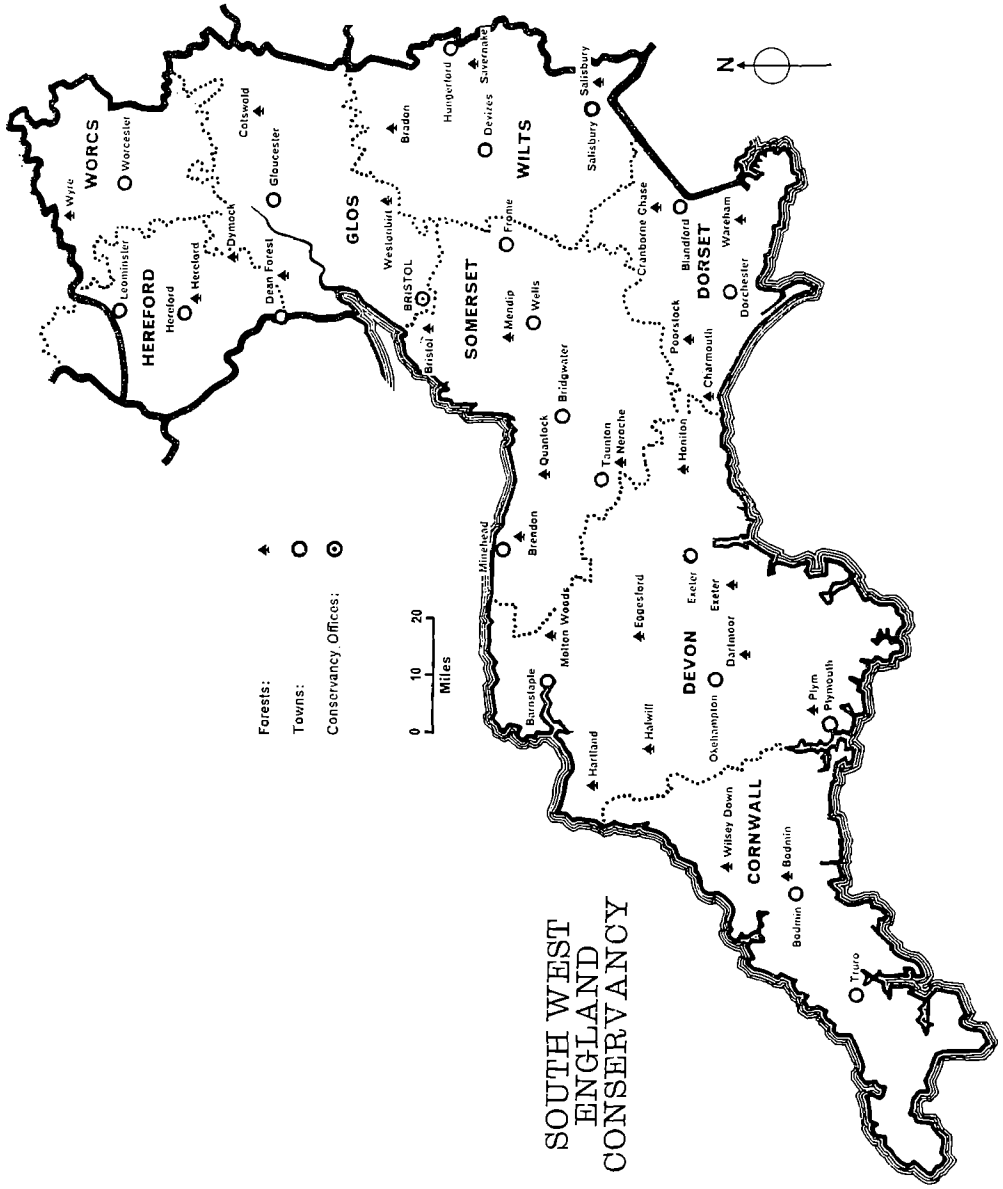 SOUTH WEST
ENGLAND
CONSERVANCY
Forests:
Towns:
Conservancy Offices:
0 10 20
Miles
N
WORCS
Wyre
Worcester
HEREFORD
Leominster
Hereford
Hereford
Dymock
Dean Forest
GLOS
Cotswold
Gloucester
Westonbirt
BRISTOL
Bristol
WILTS
Bradon
Hungerford
Savernake
Devizes
Salisbury
Salisbury
SOMERSET
Frome
Mendip
Wells
Bridgwater
Quantock
Taunton
Neroche
Minehead
Brendon
DORSET
Cranborne Chase
Blandford
Wareham
Dorchester
Poorstock
Charmouth
DEVON
Molton Woods
Barnstaple
Hartland
Halwill
Eggesford
Honiton
Exeter
Exeter
Dartmoor
Okehampton
Plym
Plymouth
CORNWALL
Wilsey Down
Bodmin
Bodmin
Truro